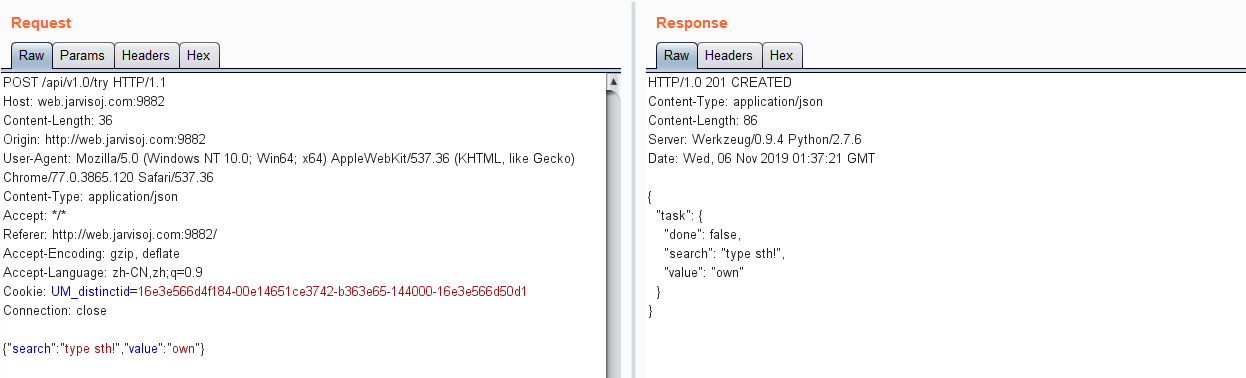 Request
Raw Params Headers Hex
POST /api/v1.0/try HTTP/1.1
Host: web.jarvisoj.com:9882
Content-Length: 36
Origin: http://web.jarvisoj.com:9882
User-Agent: Mozilla/5.0 (Windows NT 10.0; Win64; x64) AppleWebKit/537.36 (KHTML, like Gecko)
Chrome/77.0.3865.120 Safari/537.36
Content-Type: application/json
Accept: */*
Referer: http://web.jarvisoj.com:9882/
Accept-Encoding: gzip, deflate
Accept-Language: zh-CN,zh;q=0.9
Cookie: UM_distinctid=16e3e566d4f184-00e14651ce3742-b363e65-144000-16e3e566d50d1
Connection: close
{"search":"type sth!","value":"own"}
Response
Raw Headers Hex
HTTP/1.0 201 CREATED
Content-Type: application/json
Content-Length: 86
Server: Werkzeug/0.9.4 Python/2.7.6
Date: Wed, 06 Nov 2019 01:37:21 GMT
{
"task": {
"done": false,
"search": "type sth!",
"value": "own"
}
}